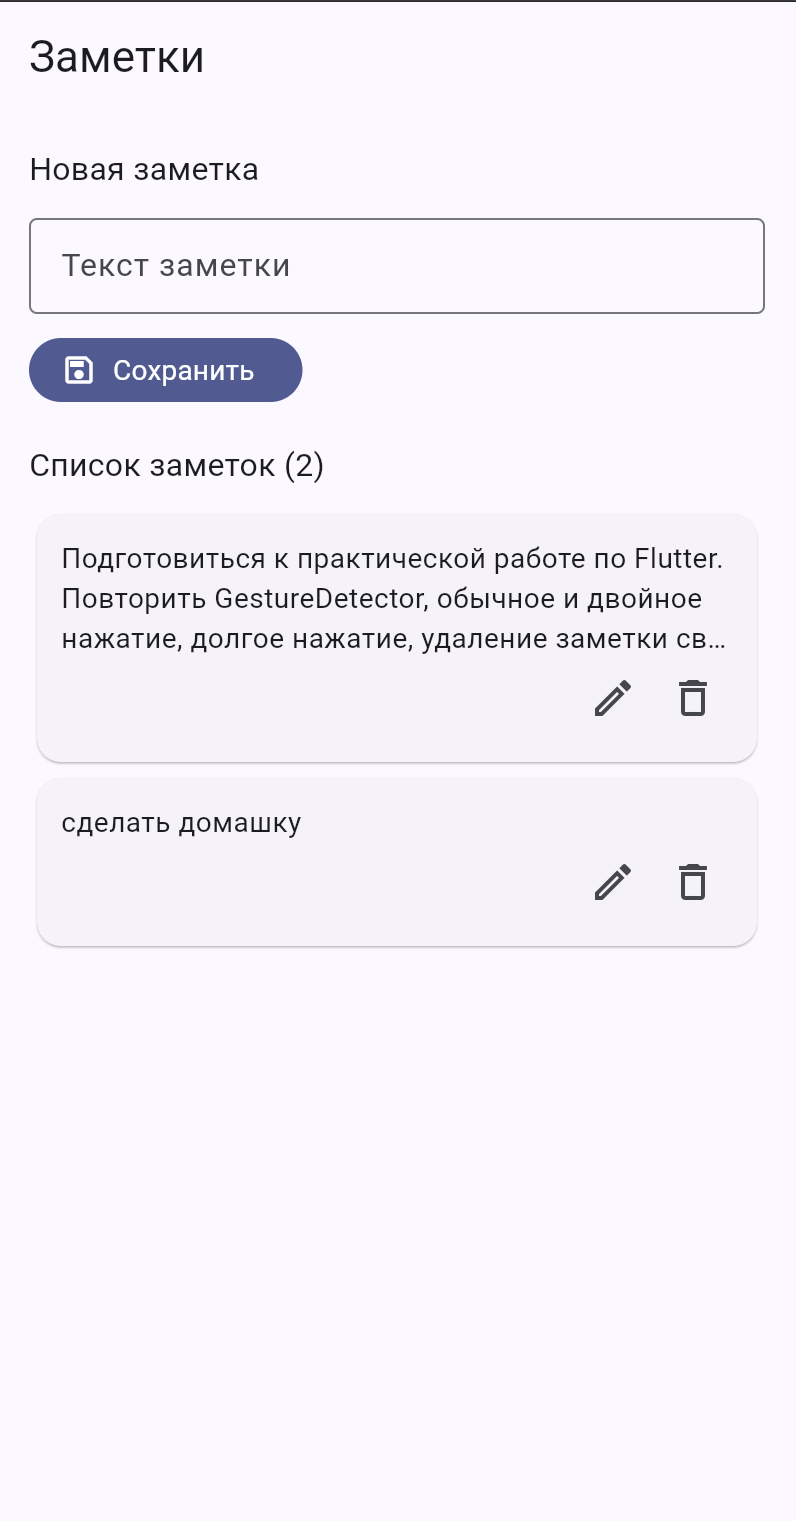 Заметки
Новая заметка
Текст заметки
Сохранить
Список заметок (2)
Подготовиться к практической работе по Flutter.
Повторить GestureDetector, обычное и двойное
нажатие, долгое нажатие, удаление заметки св…
сделать домашку